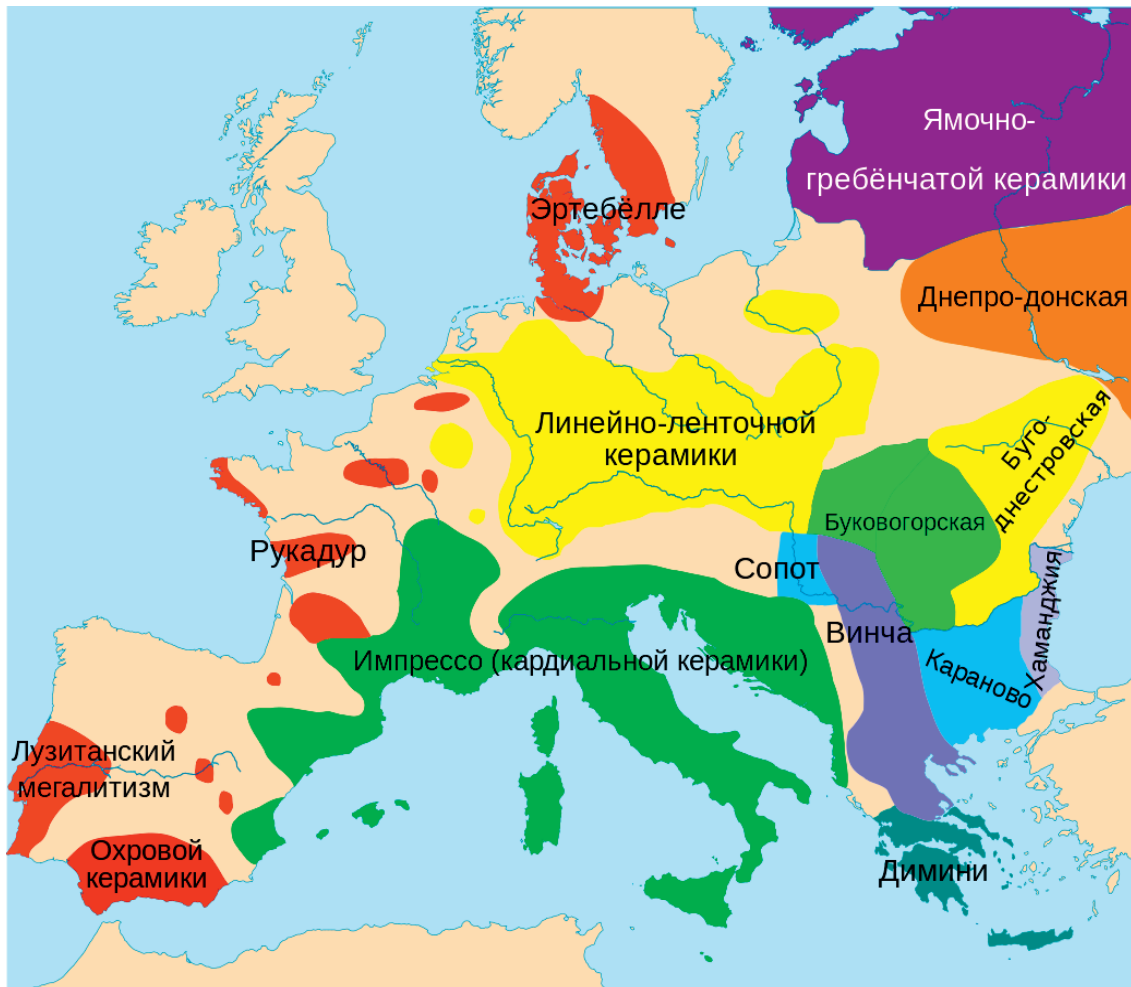 Ямочно-
гребёнчатой керамики
Эртебёлле
Днепро-донская
Линейно-ленточной
керамики
Буго-
днестровская
Буковогорская
Рукадур
Сопот
Хаманджия
Винча
Импрессо (кардиальной керамики)
Караново
Лузитанский
мегалитизм
Охровой
керамики
Димини